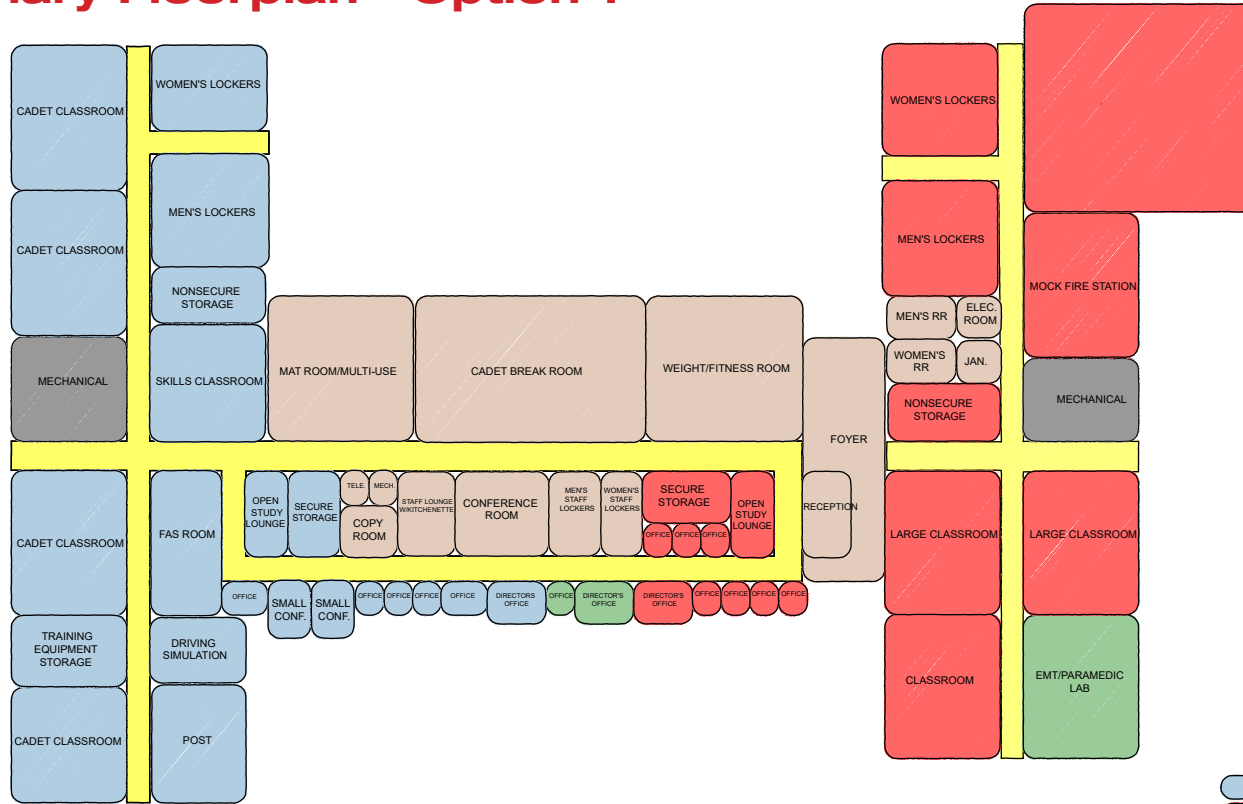 CADET CLASSROOM
WOMEN'S LOCKERS
CADET CLASSROOM
MEN'S LOCKERS
NONSECURE
STORAGE
MECHANICAL
SKILLS CLASSROOM
MAT ROOM/MULTI-USE
CADET BREAK ROOM
WEIGHT/FITNESS ROOM
FOYER
RECEPTION
WOMEN'S LOCKERS
MEN'S LOCKERS
MEN'S RR
ELEC.
ROOM
WOMEN'S
RR
JAN.
NONSECURE
STORAGE
MOCK FIRE STATION
MECHANICAL
CADET CLASSROOM
FAS ROOM
OPEN
STUDY
LOUNGE
SECURE
STORAGE
TELE.
MECH.
COPY
ROOM
STAFF LOUNGE
W/KITCHENETTE
CONFERENCE
ROOM
MEN'S
STAFF
LOCKERS
WOMEN'S
STAFF
LOCKERS
SECURE
STORAGE
OFFICE
OFFICE
OFFICE
OPEN
STUDY
LOUNGE
LARGE CLASSROOM
LARGE CLASSROOM
OFFICE
SMALL
CONF.
SMALL
CONF.
OFFICE
OFFICE
OFFICE
OFFICE
DIRECTORS
OFFICE
OFFICE
DIRECTOR'S
OFFICE
DIRECTOR'S
OFFICE
OFFICE
OFFICE
OFFICE
OFFICE
TRAINING
EQUIPMENT
STORAGE
DRIVING
SIMULATION
CADET CLASSROOM
POST
CLASSROOM
EMT/PARAMEDIC
LAB